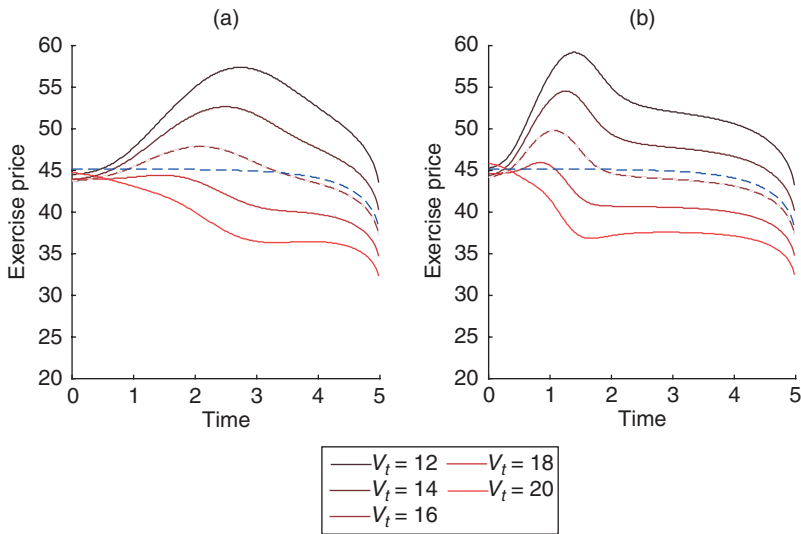 (a)
60
55
50
45
40
35
30
25
20
Exercise price
0 1 2 3 4 5
Time
(b)
60
55
50
45
40
35
30
25
20
Exercise price
0 1 2 3 4 5
Time
V_t = 12 V_t = 18
V_t = 14 V_t = 20
V_t = 16